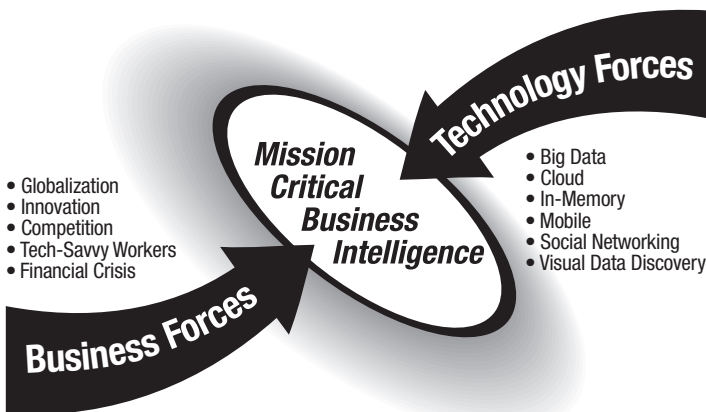 Technology Forces
Mission
Critical
Business
Intelligence
• Big Data
• Cloud
• In-Memory
• Mobile
• Social Networking
• Visual Data Discovery
• Globalization
• Innovation
• Competition
• Tech-Savvy Workers
• Financial Crisis
Business Forces